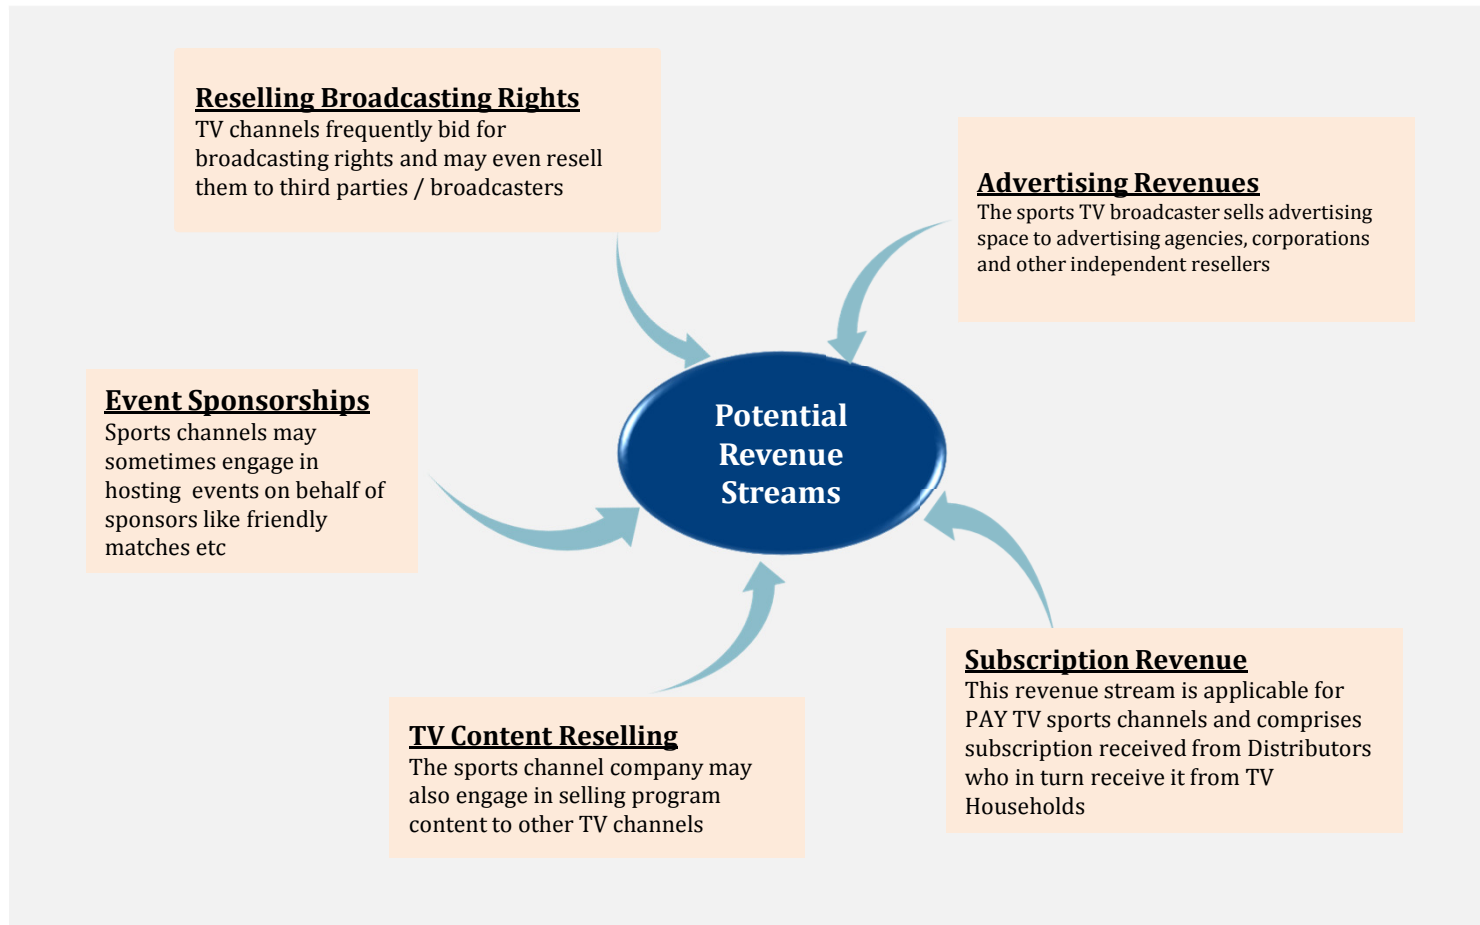 Reselling Broadcasting Rights
TV channels frequently bid for
broadcasting rights and may even resell
them to third parties / broadcasters
Advertising Revenues
The sports TV broadcaster sells advertising
space to advertising agencies, corporations
and other independent resellers
Event Sponsorships
Sports channels may
sometimes engage in
hosting events on behalf of
sponsors like friendly
matches etc
Potential
Revenue
Streams
TV Content Reselling
The sports channel company may
also engage in selling program
content to other TV channels
Subscription Revenue
This revenue stream is applicable for
PAY TV sports channels and comprises
subscription received from Distributors
who in turn receive it from TV
Households